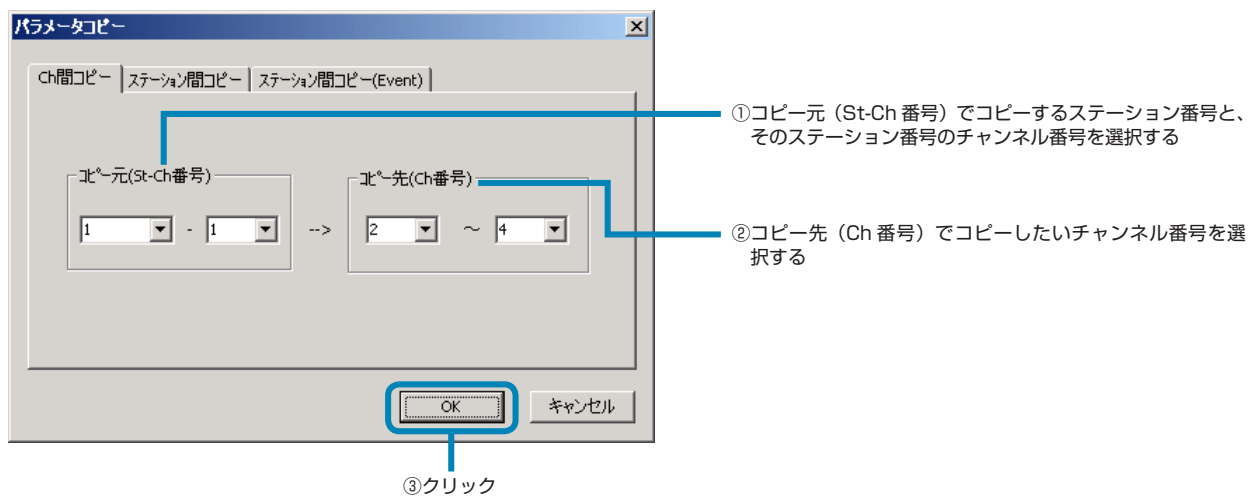 パラメータコピー
Ch間コピー ステーション間コピー ステーション間コピー(Event)
①コピー元（St-Ch 番号）でコピーするステーション番号と、
そのステーション番号のチャンネル番号を選択する
コピー元(St-Ch番号) コピー先(Ch番号)
1 - 1 --> 2 ～ 4
②コピー先（Ch 番号）でコピーしたいチャンネル番号を選
択する
OK キャンセル
③クリック